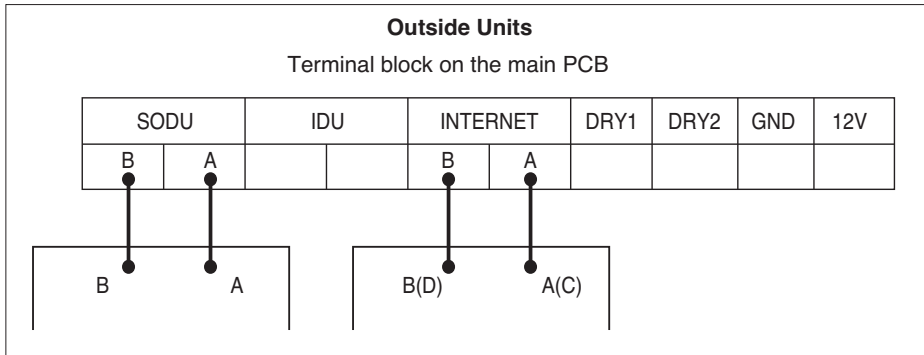 Outside Units
Terminal block on the main PCB
SODU IDU INTERNET DRY1 DRY2 GND 12V
B A B A
B A B(D) A(C)